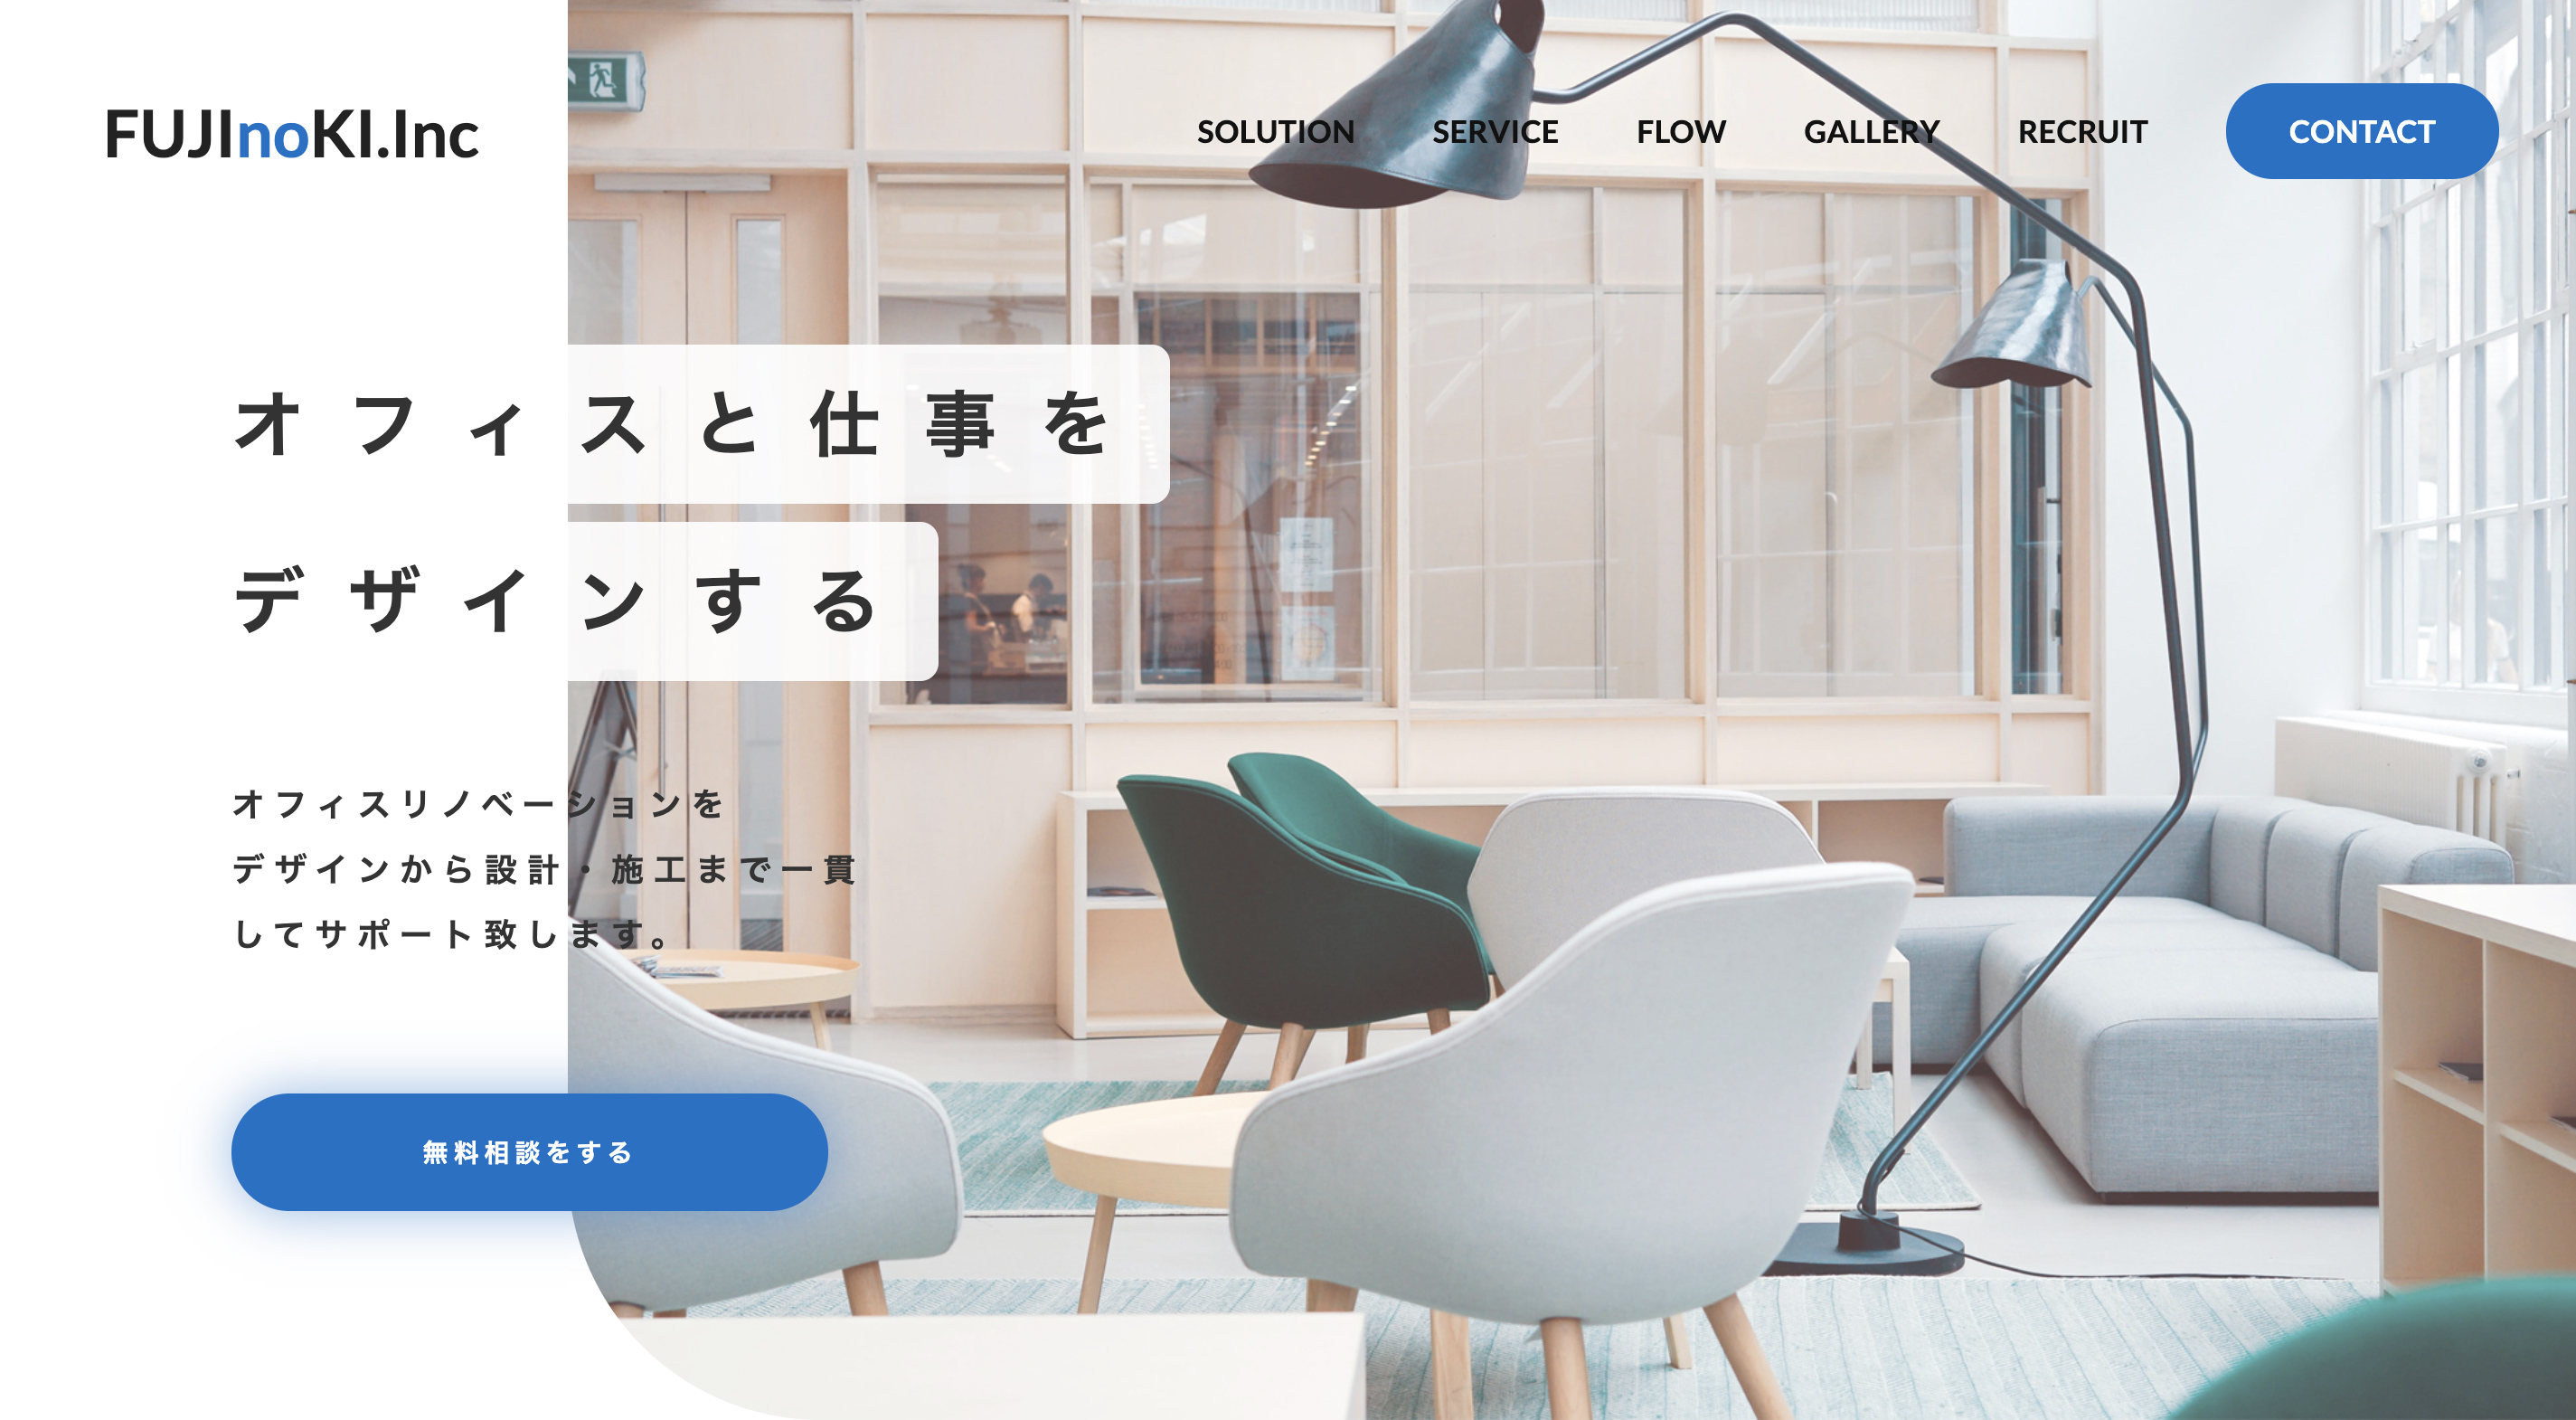 FUJInoKI.Inc
SOLUTION SERVICE FLOW GALLERY RECRUIT CONTACT
オフィスと仕事を
デザインする
オフィスリノベーションを
デザインから設計・施工まで一貫
してサポート致します。
無料相談をする